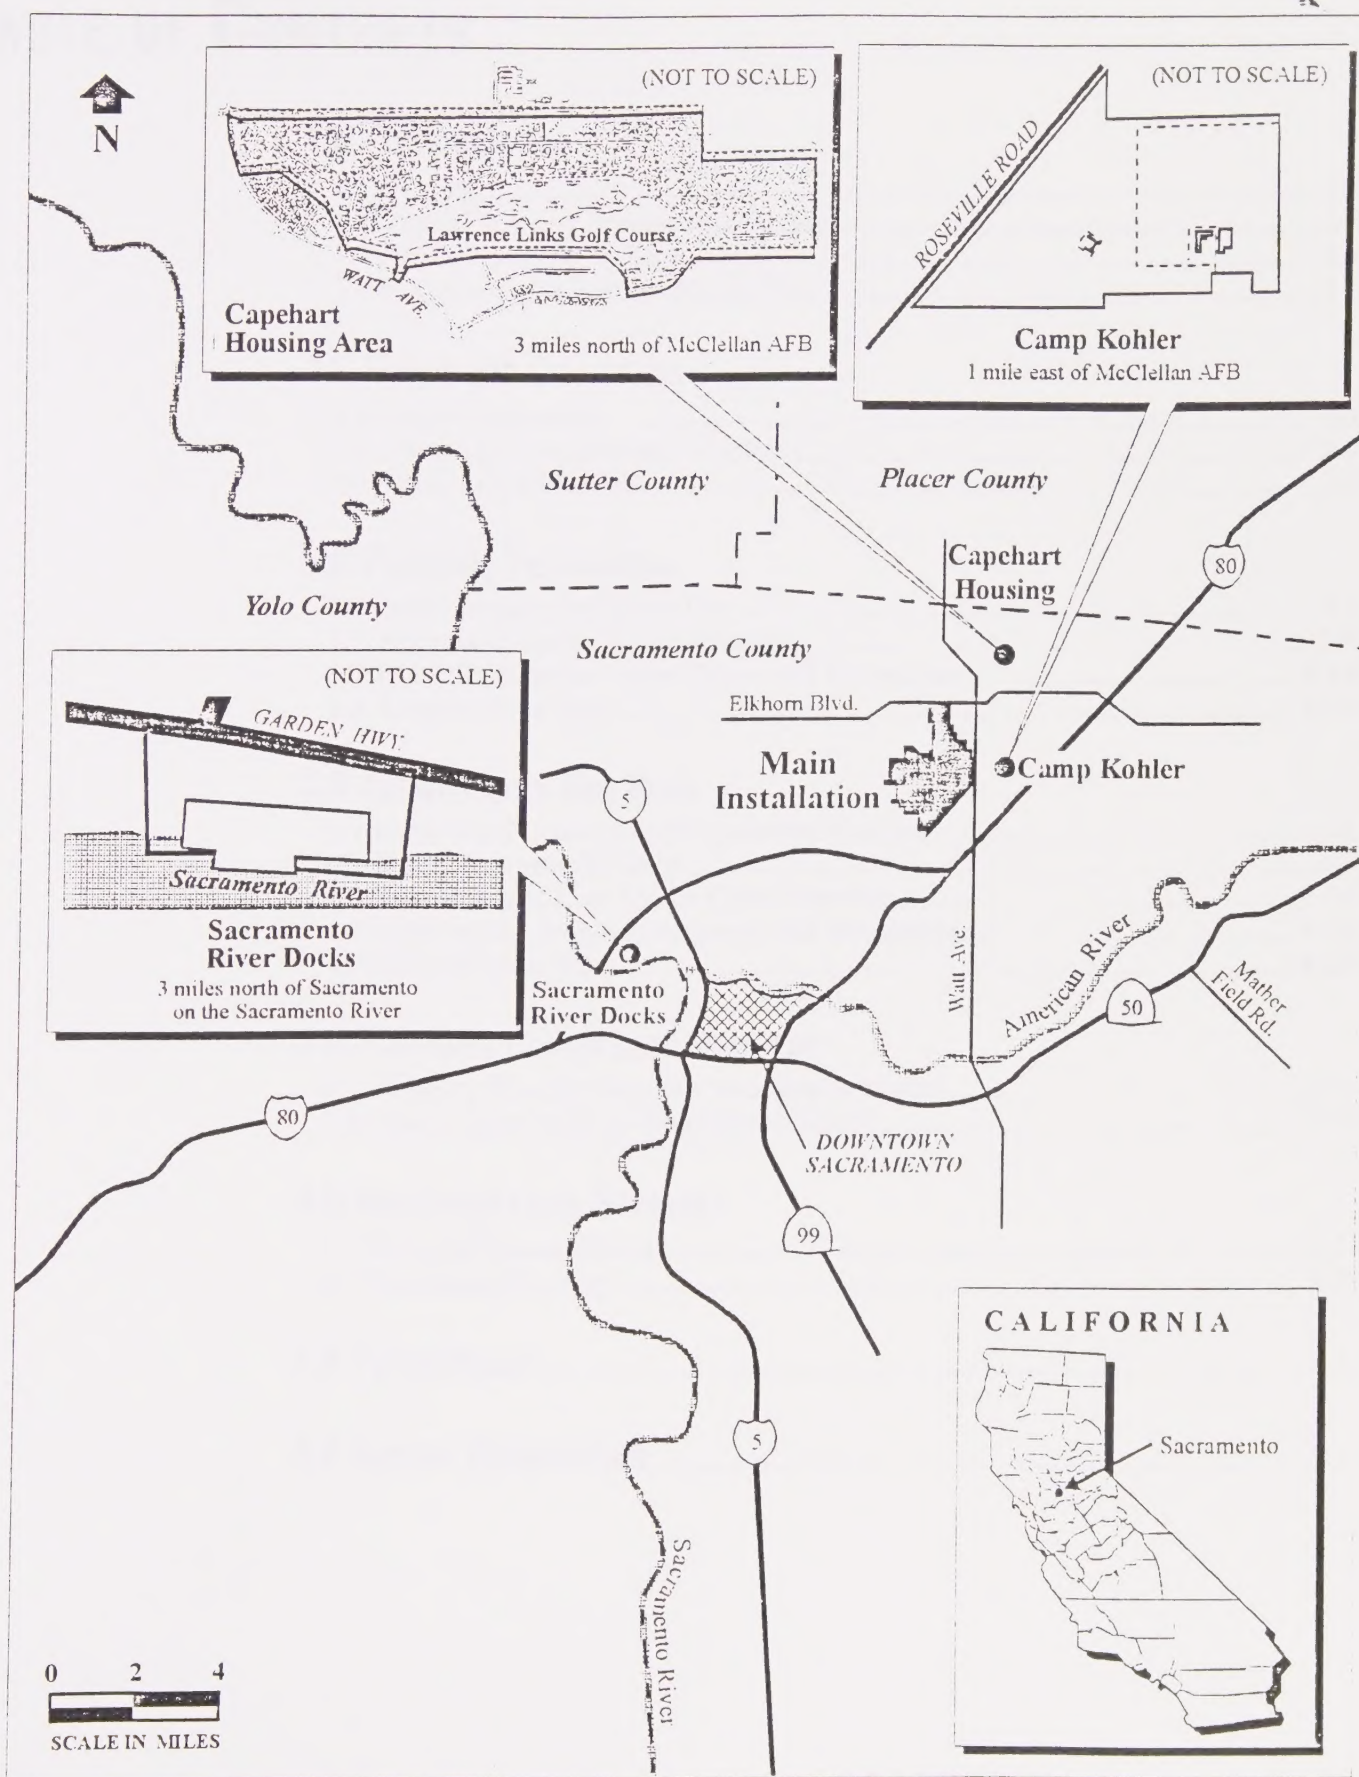 N
(NOT TO SCALE)
Lawrence Links Golf Course
WATT AVE.
Capehart
Housing Area
3 miles north of McClellan AFB
(NOT TO SCALE)
ROSEVILLE ROAD
Camp Kohler
1 mile east of McClellan AFB
Sutter County
Placer County
80
Capehart
Housing
Yolo County
Sacramento County
(NOT TO SCALE)
GARDEN HWY.
Sacramento River
Sacramento
River Docks
3 miles north of Sacramento
on the Sacramento River
Elkhorn Blvd.
Main
Installation
Camp Kohler
5
Sacramento
River Docks
Watt Ave.
American River
50
Mather
Field Rd.
80
DOWNTOWN
SACRAMENTO
99
5
Sacramento River
CALIFORNIA
Sacramento
0 2 4
SCALE IN MILES